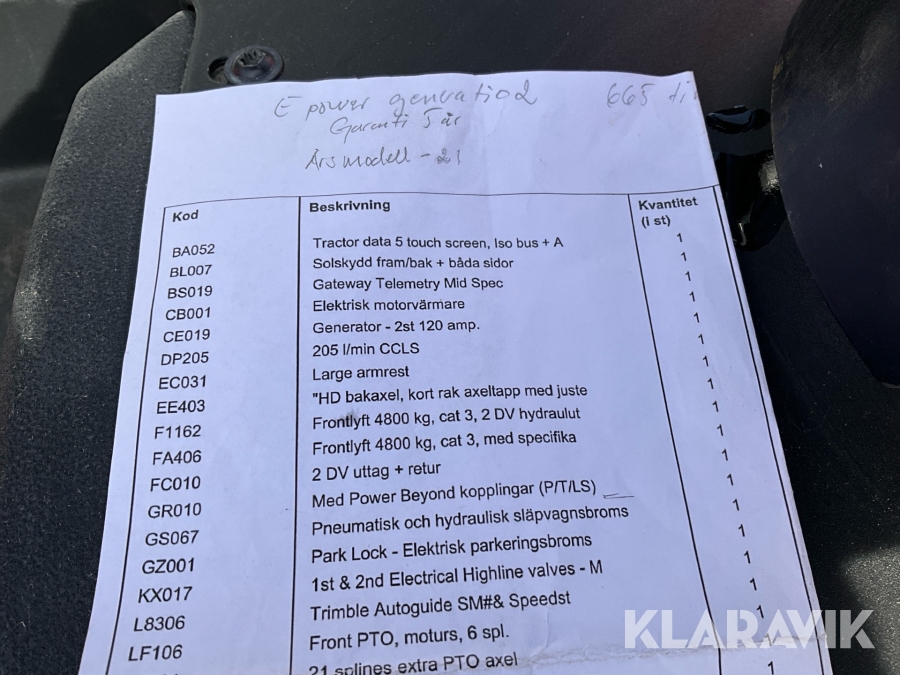 E power generation 2 665 ti
Garanti 5 år
Årsmodell - 21
Kod Beskrivning Kvantitet (i st)
BA052 Tractor data 5 touch screen, Iso bus + A 1
BL007 Solskydd fram/bak + båda sidor 1
BS019 Gateway Telemetry Mid Spec 1
CB001 Elektrisk motorvärmare 1
CE019 Generator - 2st 120 amp. 1
DP205 205 l/min CCLS 1
EC031 Large armrest 1
EE403 "HD bakaxel, kort rak axeltapp med juste 1
F1162 Frontlyft 4800 kg, cat 3, 2 DV hydraulut 1
FA406 Frontlyft 4800 kg, cat 3, med specifika 1
FC010 2 DV uttag + retur 1
GR010 Med Power Beyond kopplingar (P/T/LS) 1
GS067 Pneumatisk och hydraulisk släpvagnsbroms 1
GZ001 Park Lock - Elektrisk parkeringsbroms 1
KX017 1st & 2nd Electrical Highline valves - M 1
L8306 Trimble Autoguide SM#& Speedst 1
LF106 Front PTO, moturs, 6 spl. 1
21 splines extra PTO axel 1
KLARAVIK